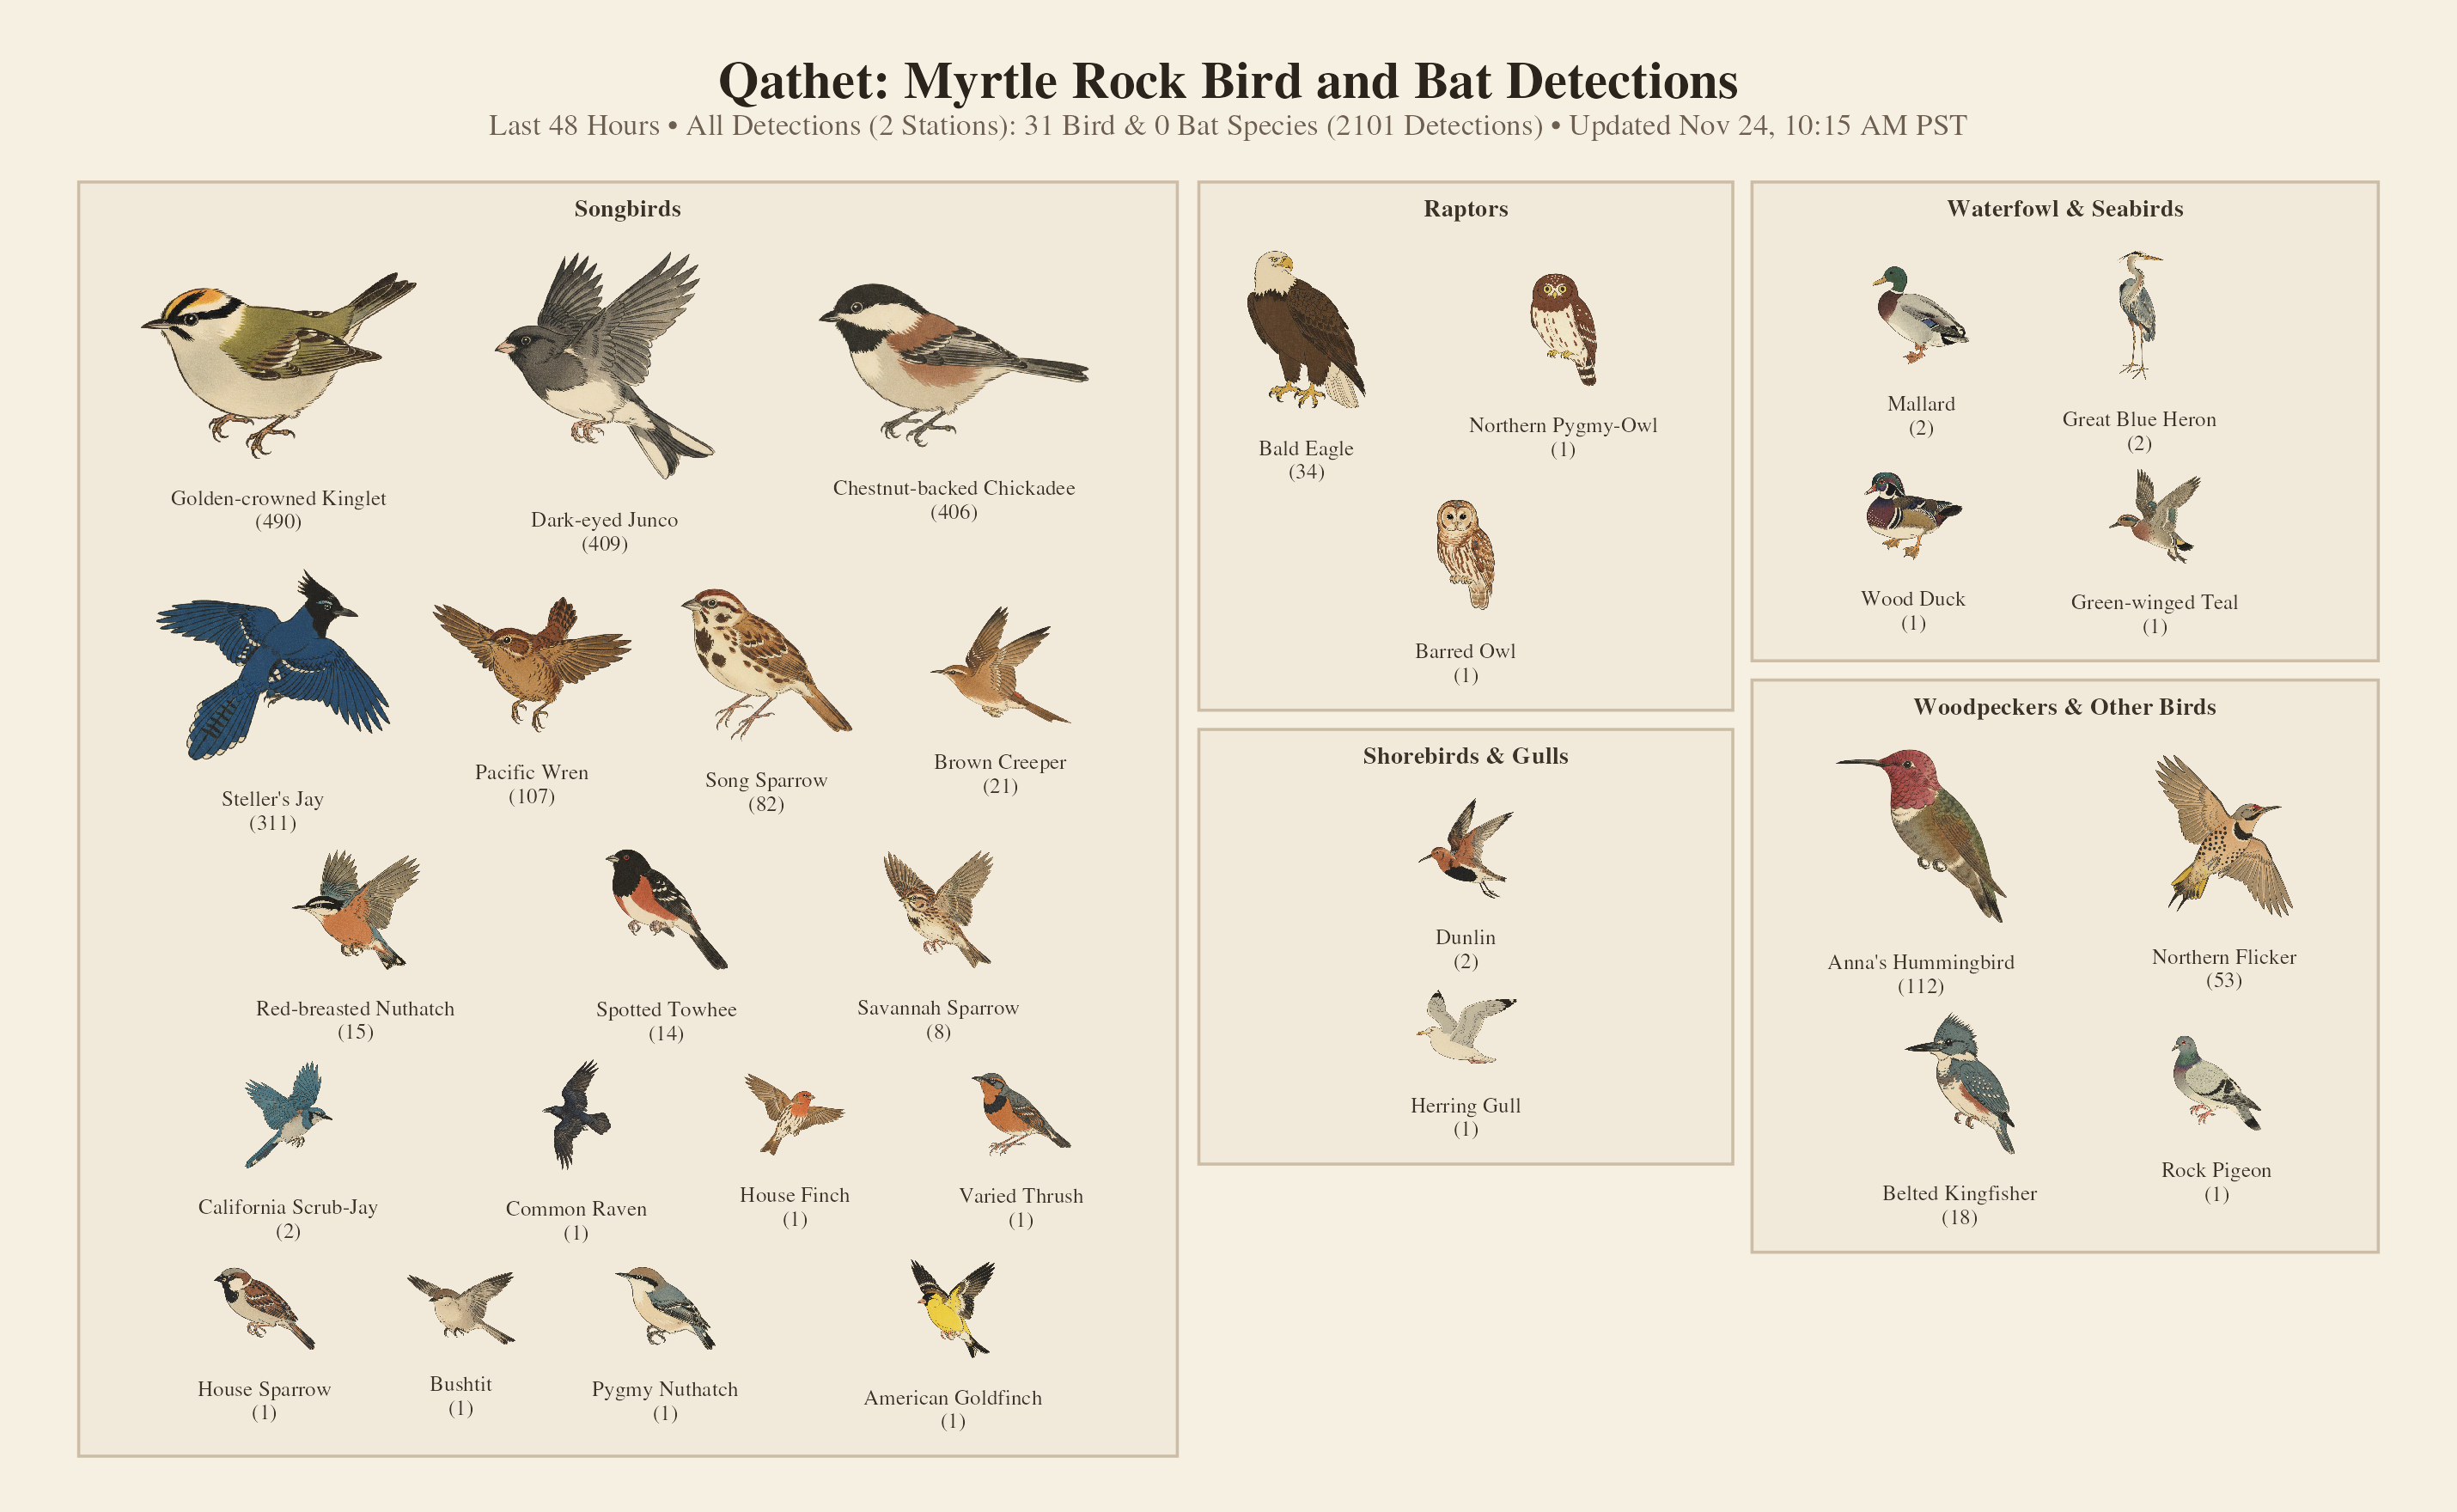 Qathet: Myrtle Rock Bird and Bat Detections
Last 48 Hours • All Detections (2 Stations): 31 Bird & 0 Bat Species (2101 Detections) • Updated Nov 24, 10:15 AM PST
Songbirds
Golden-crowned Kinglet
(490)
Dark-eyed Junco
(409)
Chestnut-backed Chickadee
(406)
Steller's Jay
(311)
Pacific Wren
(107)
Song Sparrow
(82)
Brown Creeper
(21)
Red-breasted Nuthatch
(15)
Spotted Towhee
(14)
Savannah Sparrow
(8)
California Scrub-Jay
(2)
Common Raven
(1)
House Finch
(1)
Varied Thrush
(1)
House Sparrow
(1)
Bushtit
(1)
Pygmy Nuthatch
(1)
American Goldfinch
(1)
Raptors
Bald Eagle
(34)
Northern Pygmy-Owl
(1)
Barred Owl
(1)
Shorebirds & Gulls
Dunlin
(2)
Herring Gull
(1)
Waterfowl & Seabirds
Mallard
(2)
Great Blue Heron
(2)
Wood Duck
(1)
Green-winged Teal
(1)
Woodpeckers & Other Birds
Anna's Hummingbird
(112)
Northern Flicker
(53)
Belted Kingfisher
(18)
Rock Pigeon
(1)